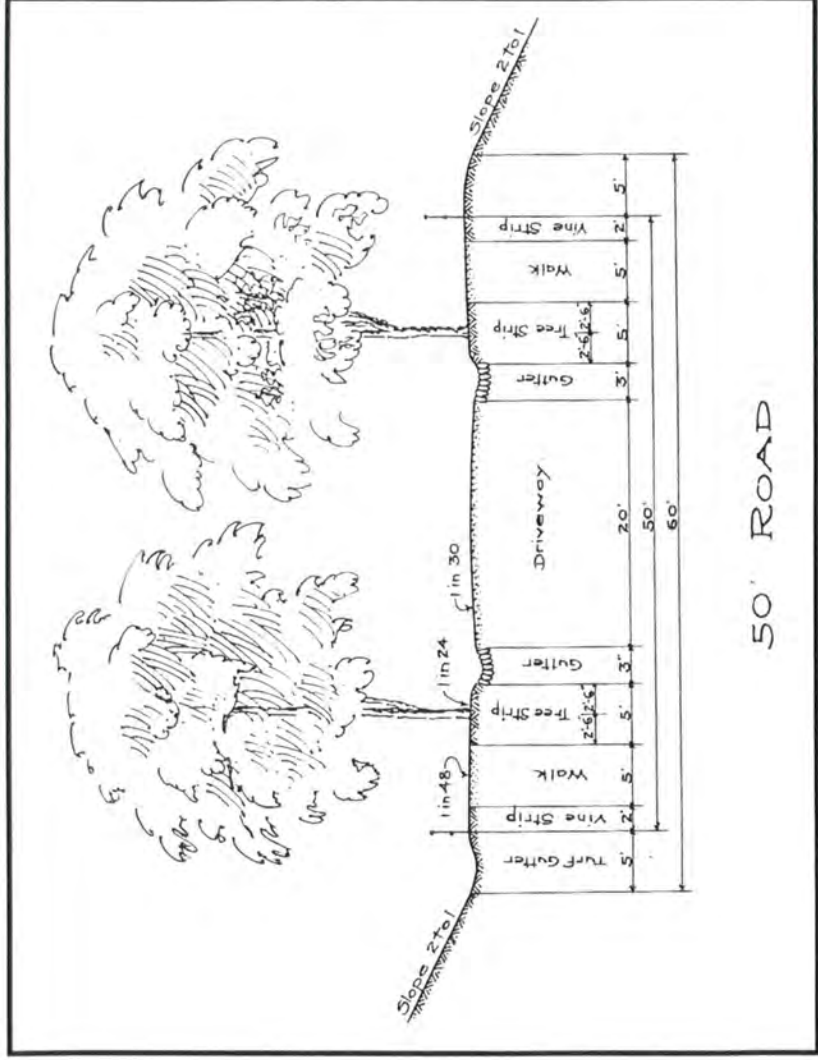 Slope 2 to 1
Slope 2 to 1
1 in 48
1 in 24
1 in 30
Turf Gutter
Vine Strip
Walk
Tree Strip
Gutter
Driveway
Gutter
Tree Strip
Walk
Vine Strip
2'-6" 2'-6"
2'-6" 2'-6"
5' 2' 5' 5' 3" 20' 3' 5' 5' 2' 5'
50'
60'
50' ROAD